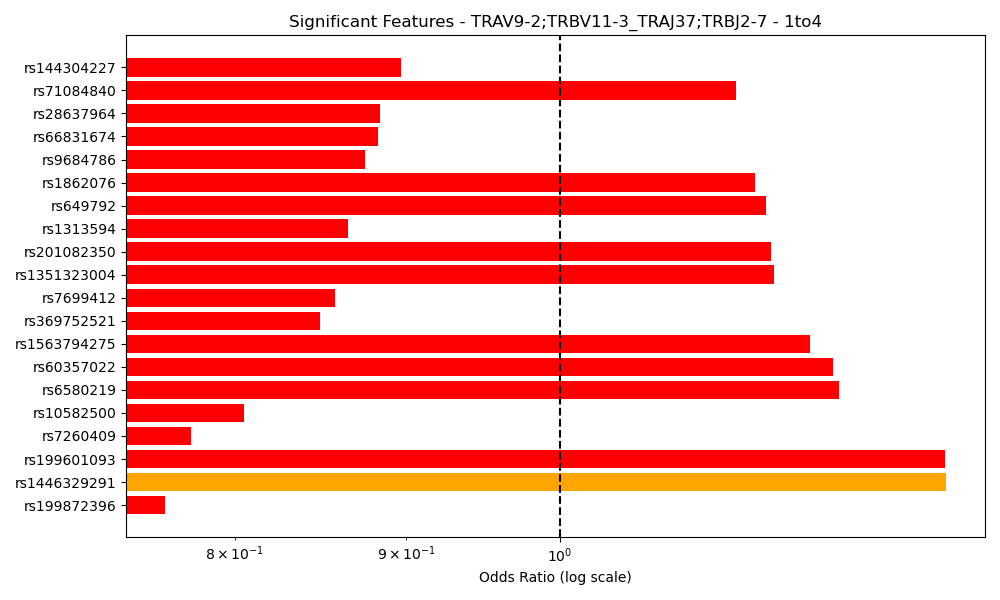 Significant Features - TRAV9-2;TRBV11-3_TRAJ37;TRBJ2-7 - 1to4
rs144304227
rs71084840
rs28637964
rs66831674
rs9684786
rs1862076
rs649792
rs1313594
rs201082350
rs1351323004
rs7699412
rs369752521
rs1563794275
rs60357022
rs6580219
rs10582500
rs7260409
rs199601093
rs1446329291
rs199872396
8 × 10⁻¹ 9 × 10⁻¹ 10⁰
Odds Ratio (log scale)